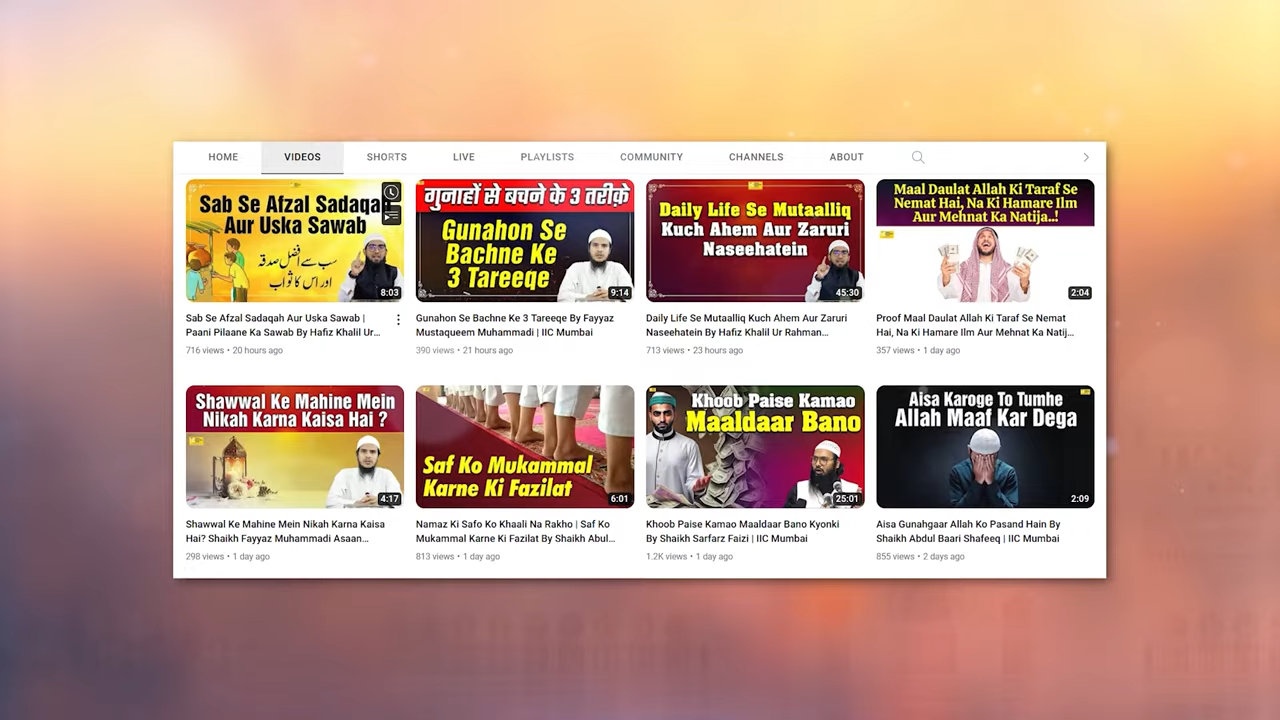 HOME VIDEOS SHORTS LIVE PLAYLISTS COMMUNITY CHANNELS ABOUT
Sab Se Afzal Sadaqah
Aur Uska Sawab
سب سے افضل صدقہ
اور اس کا ثواب
8:03
Sab Se Afzal Sadaqah Aur Uska Sawab |
Paani Pilaane Ka Sawab By Hafiz Khalil Ur...
716 views • 20 hours ago
गुनाहों से बचने के 3 तरीक़े
Gunahon Se
Bachne Ke
3 Tareeqe
9:14
Gunahon Se Bachne Ke 3 Tareeqe By Fayyaz
Mustaqueem Muhammadi | IIC Mumbai
390 views • 21 hours ago
Daily Life Se Mutaalliq
Kuch Ahem Aur Zaruri
Naseehatein
45:30
Daily Life Se Mutaalliq Kuch Ahem Aur Zaruri
Naseehatein By Hafiz Khalil Ur Rahman...
713 views • 23 hours ago
Maal Daulat Allah Ki Taraf Se
Nemat Hai, Na Ki Hamare Ilm
Aur Mehnat Ka Natija..!
2:04
Proof Maal Daulat Allah Ki Taraf Se Nemat
Hai, Na Ki Hamare Ilm Aur Mehnat Ka Natij...
357 views • 1 day ago
Shawwal Ke Mahine Mein
Nikah Karna Kaisa Hai ?
4:17
Shawwal Ke Mahine Mein Nikah Karna Kaisa
Hai? Shaikh Fayyaz Muhammadi Asaan...
298 views • 1 day ago
Saf Ko Mukammal
Karne Ki Fazilat
6:01
Namaz Ki Safo Ko Khaali Na Rakho | Saf Ko
Mukammal Karne Ki Fazilat By Shaikh Abul...
813 views • 1 day ago
Khoob Paise Kamao
Maaldaar Bano
25:01
Khoob Paise Kamao Maaldaar Bano Kyonki
By Shaikh Sarfarz Faizi | IIC Mumbai
1.2K views • 1 day ago
Aisa Karoge To Tumhe
Allah Maaf Kar Dega
2:09
Aisa Gunahgaar Allah Ko Pasand Hain By
Shaikh Abdul Baari Shafeeq | IIC Mumbai
855 views • 2 days ago